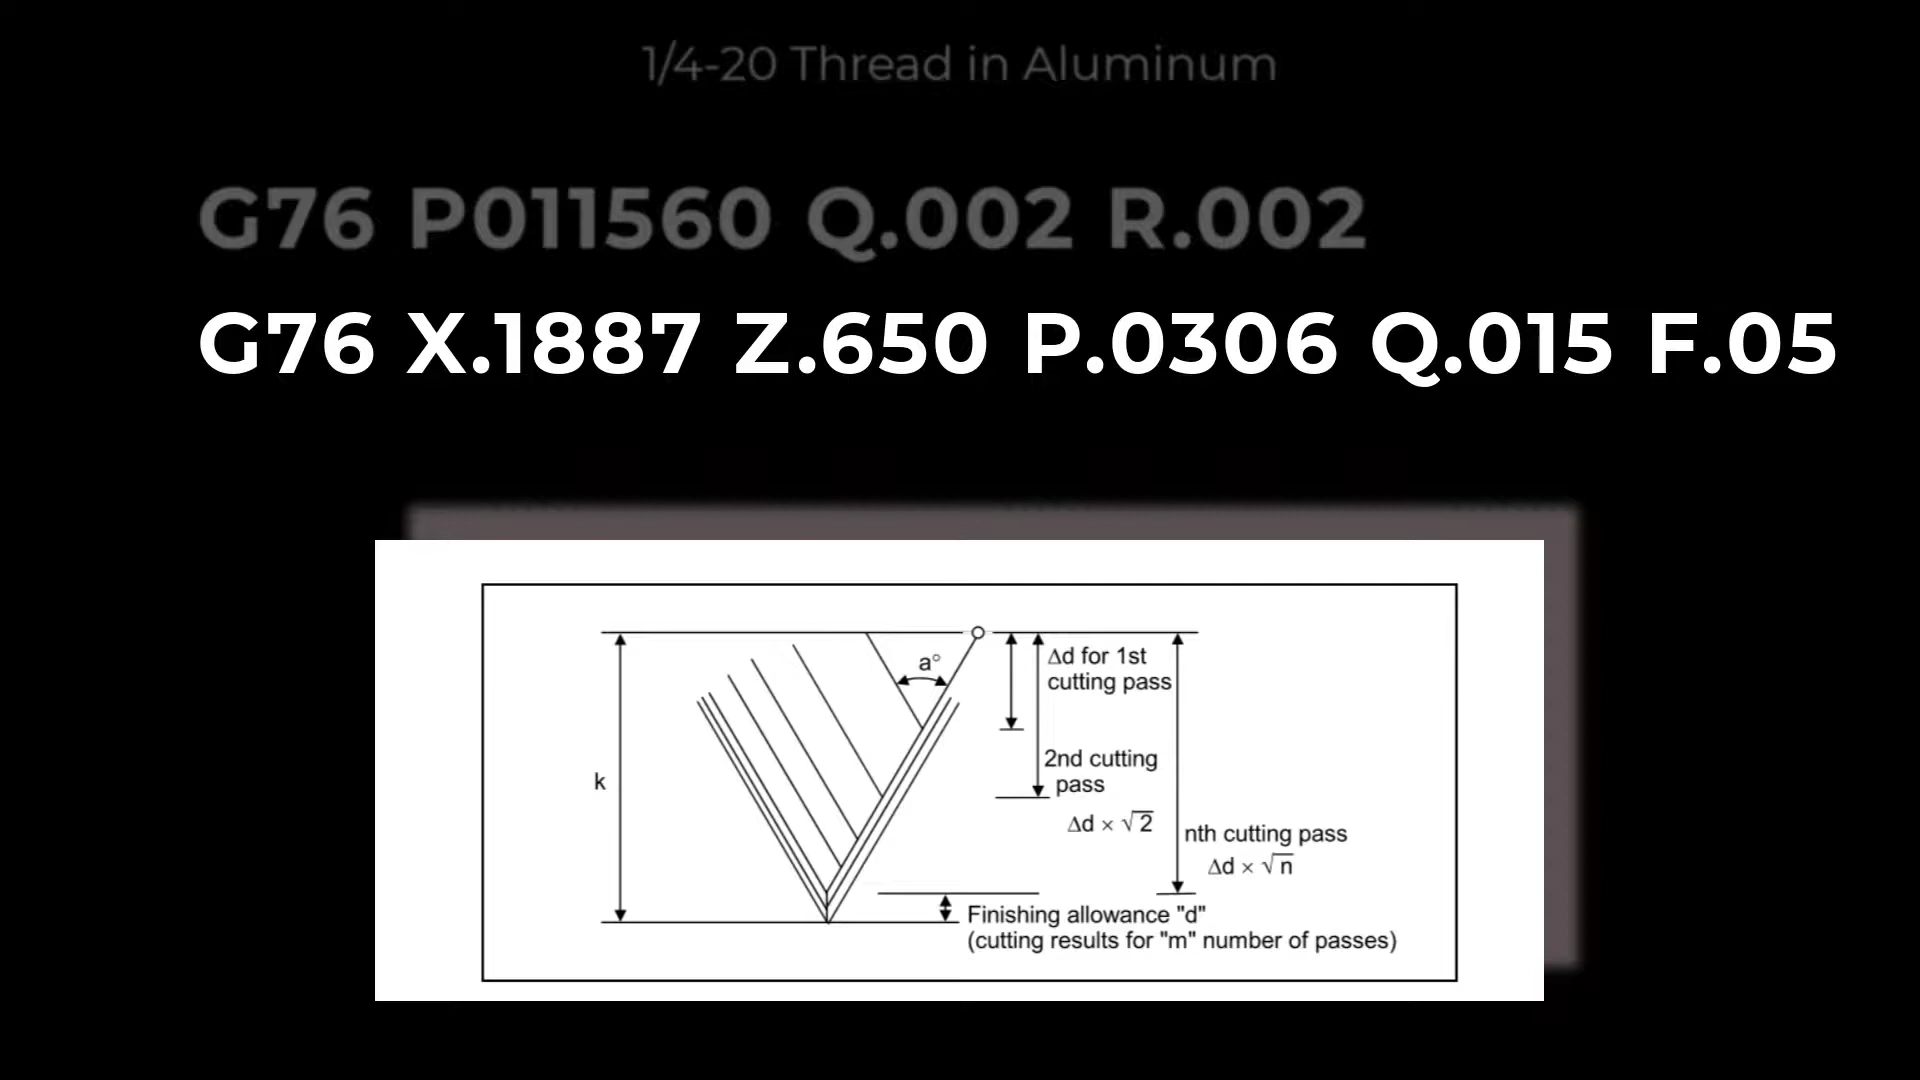 1/4-20 Thread in Aluminum
G76 P011560 Q.002 R.002
G76 X.1887 Z.650 P.0306 Q.015 F.05
a°
Δd for 1st
cutting pass
k
2nd cutting
pass
Δd × √2
nth cutting pass
Δd × √n
Finishing allowance "d"
(cutting results for "m" number of passes)